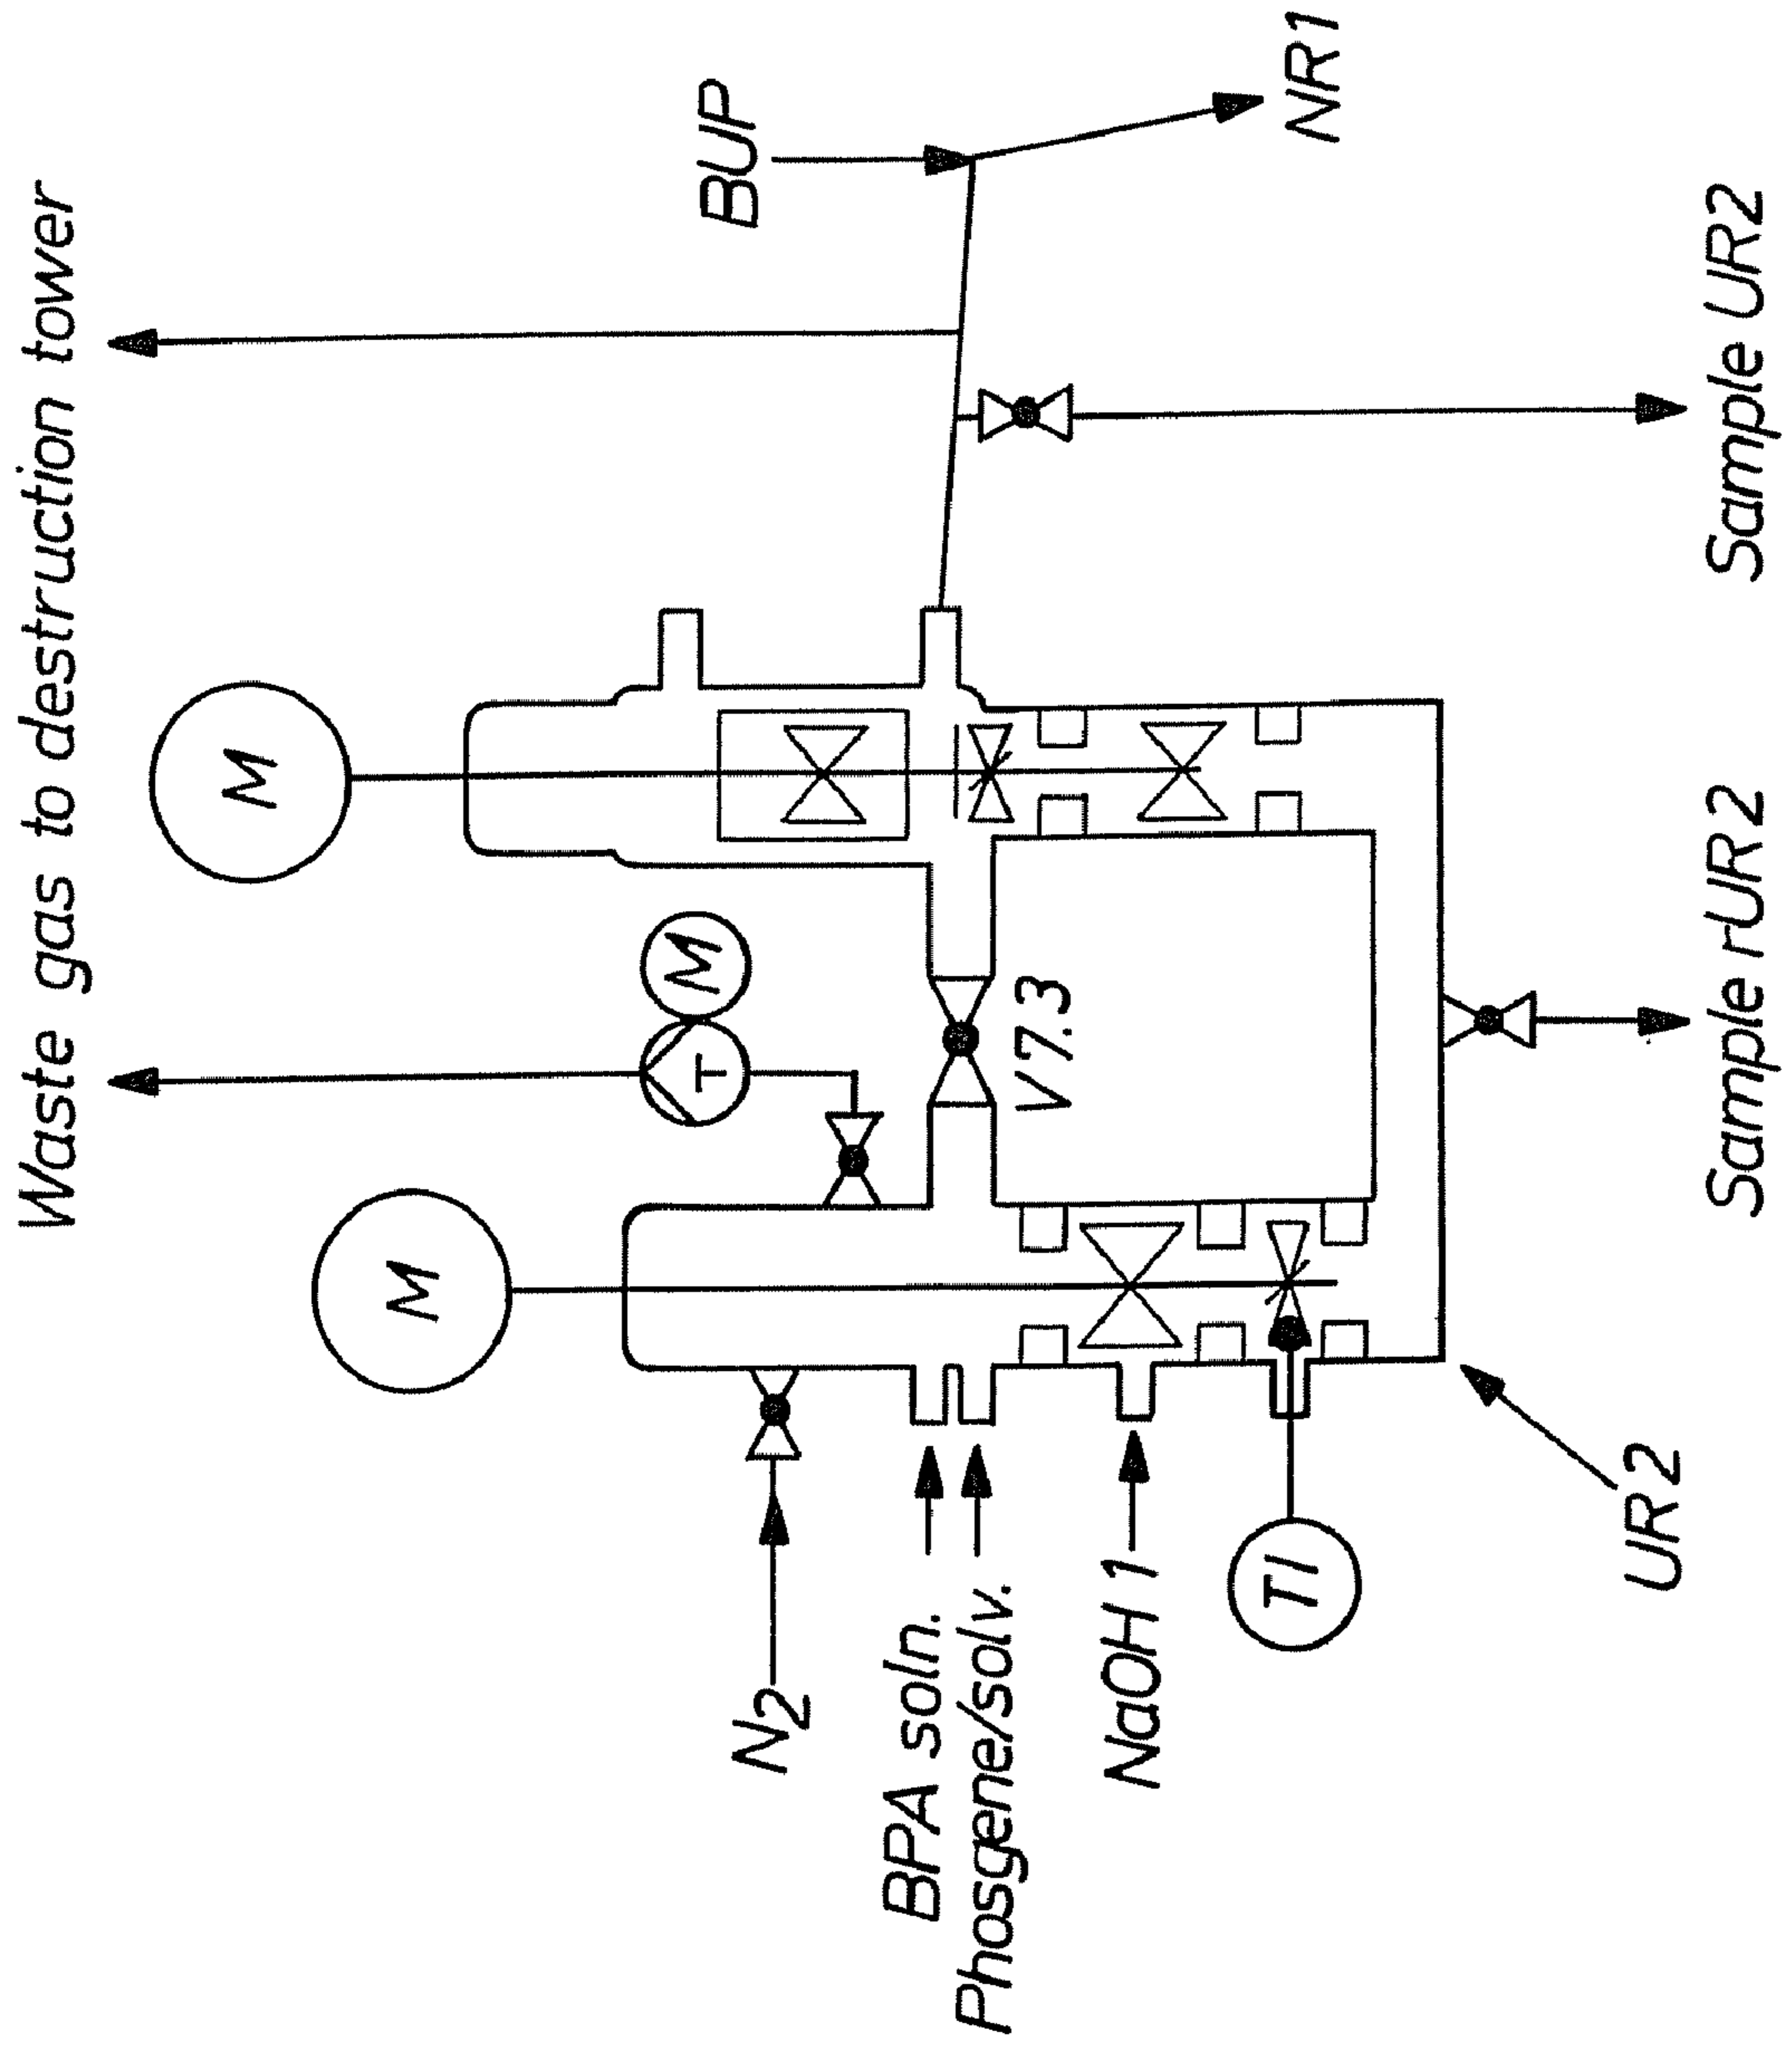 Waste gas to destruction tower
M
M
M
T
BUP
NR1
V7.3
N2
BPA soln.
Phosgene/solv.
NaOH 1
TI
UR2
Sample rUR2
Sample UR2